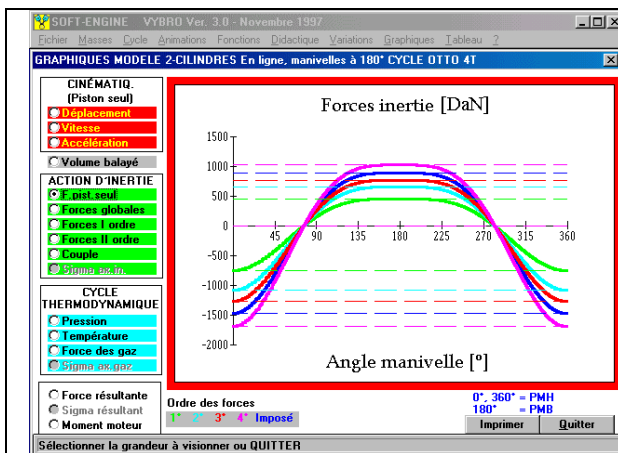 SOFT-ENGINE VYBRO Ver. 3.0 - Novembre 1997
Fichier Masses Cycle Animations Fonctions Didactique Variations Graphiques Tableau ?
GRAPHIQUES MODELE 2-CILINDRES En ligne, manivelles à 180° CYCLE OTTO 4T
CINÉMATIQ.
(Piston seul)
Déplacement
Vitesse
Accélération
Volume balayé
ACTION D'INERTIE
F.pist.seul
Forces globales
Forces I ordre
Forces II ordre
Couple
Sigma ax.in.
CYCLE
THERMODYNAMIQUE
Pression
Température
Force des gaz
Sigma ax.gaz
Force résultante
Sigma résultant
Moment moteur
Forces inertie [DaN]
1500
1000
500
0
-500
-1000
-1500
-2000
45 90 135 180 225 270 315 360
Angle manivelle [°]
Ordre des forces
1° 2° 3° 4° Imposé
0°, 360° = PMH
180° = PMB
Imprimer Quitter
Sélectionner la grandeur à visionner ou QUITTER